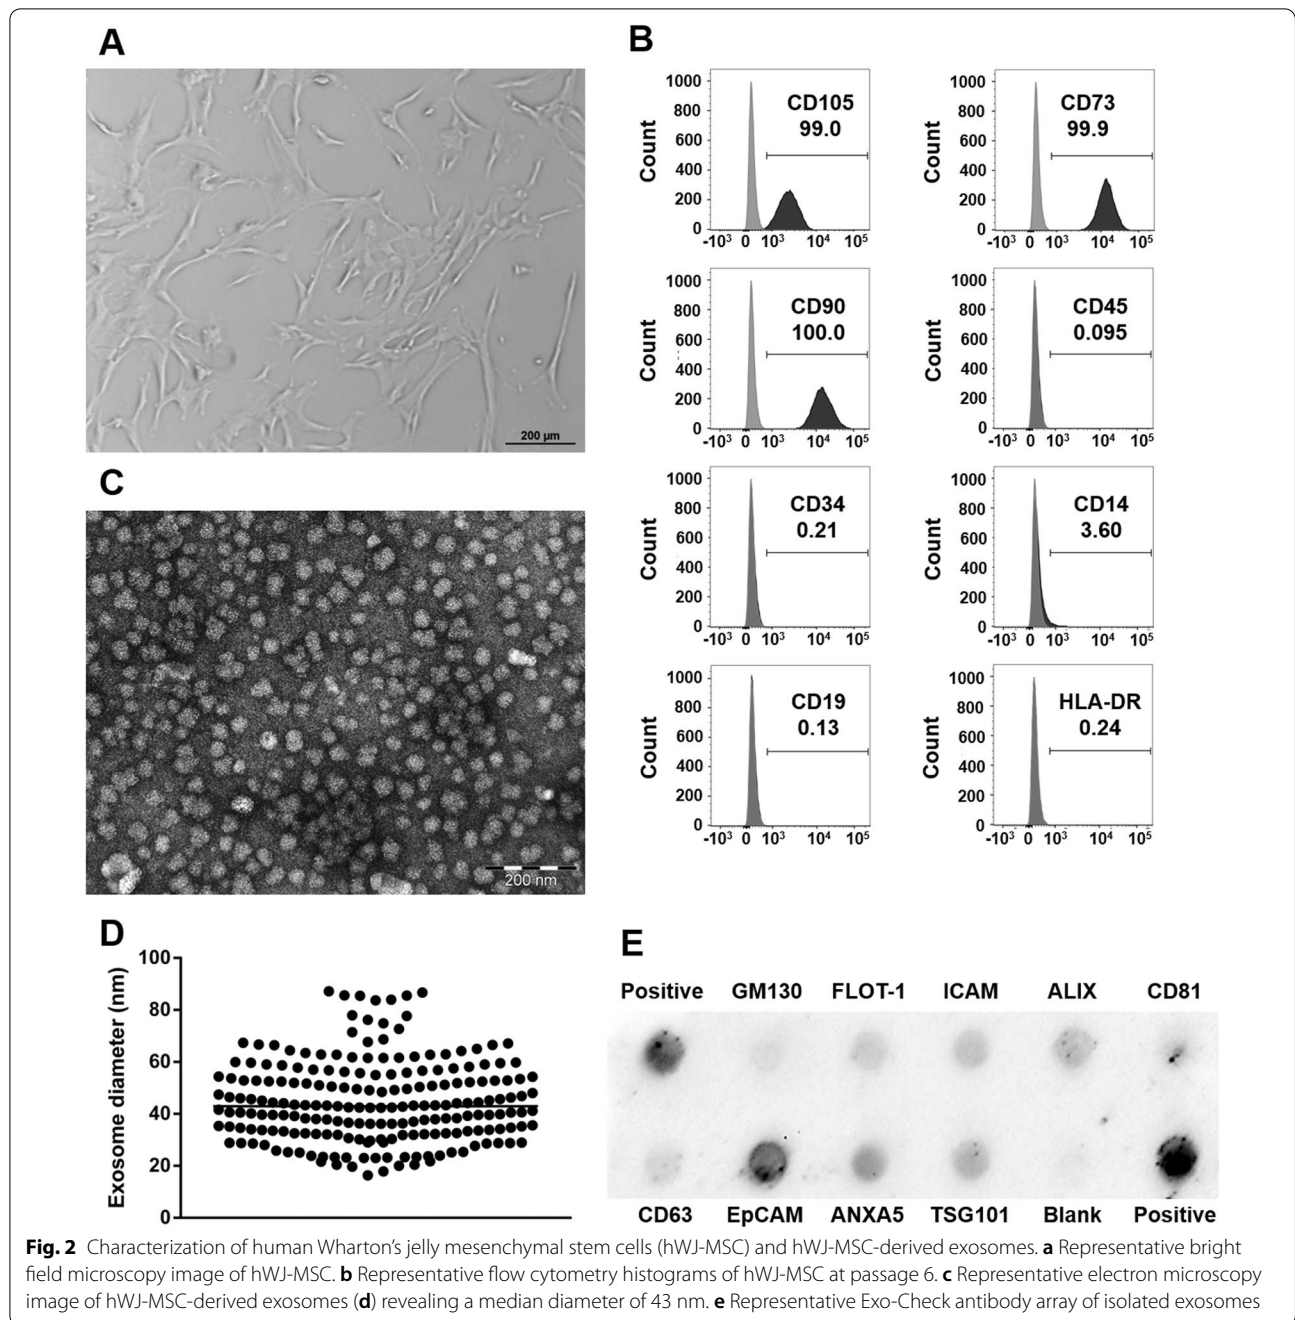 A
200 µm
B
1000
800
600
400
200
0
Count
CD105
99.0
-10³ 0 10³ 10⁴ 10⁵
1000
800
600
400
200
0
Count
CD73
99.9
-10³ 0 10³ 10⁴ 10⁵
1000
800
600
400
200
0
Count
CD90
100.0
-10³ 0 10³ 10⁴ 10⁵
1000
800
600
400
200
0
Count
CD45
0.095
-10³ 0 10³ 10⁴ 10⁵
1000
800
600
400
200
0
Count
CD34
0.21
-10³ 0 10³ 10⁴ 10⁵
1000
800
600
400
200
0
Count
CD14
3.60
-10³ 0 10³ 10⁴ 10⁵
1000
800
600
400
200
0
Count
CD19
0.13
-10³ 0 10³ 10⁴ 10⁵
1000
800
600
400
200
0
Count
HLA-DR
0.24
-10³ 0 10³ 10⁴ 10⁵
C
200 nm
D
Exosome diameter (nm)
100
80
60
40
20
0
E
Positive GM130 FLOT-1 ICAM ALIX CD81
CD63 EpCAM ANXA5 TSG101 Blank Positive
Fig. 2 Characterization of human Wharton's jelly mesenchymal stem cells (hWJ-MSC) and hWJ-MSC-derived exosomes. a Representative bright
field microscopy image of hWJ-MSC. b Representative flow cytometry histograms of hWJ-MSC at passage 6. c Representative electron microscopy
image of hWJ-MSC-derived exosomes (d) revealing a median diameter of 43 nm. e Representative Exo-Check antibody array of isolated exosomes